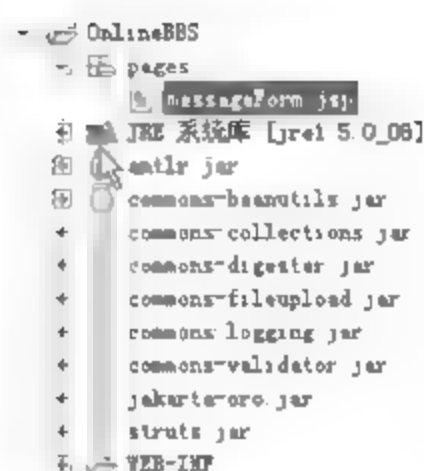 OnlineBBS
pages
messageForm.jsp
JRE 系统库 [jre1.5.0_08]
antlr.jar
commons-beanutils.jar
commons-collections.jar
commons-digester.jar
commons-fileupload.jar
commons-logging.jar
commons-validator.jar
jakarta-oro.jar
struts.jar
WEB-INF